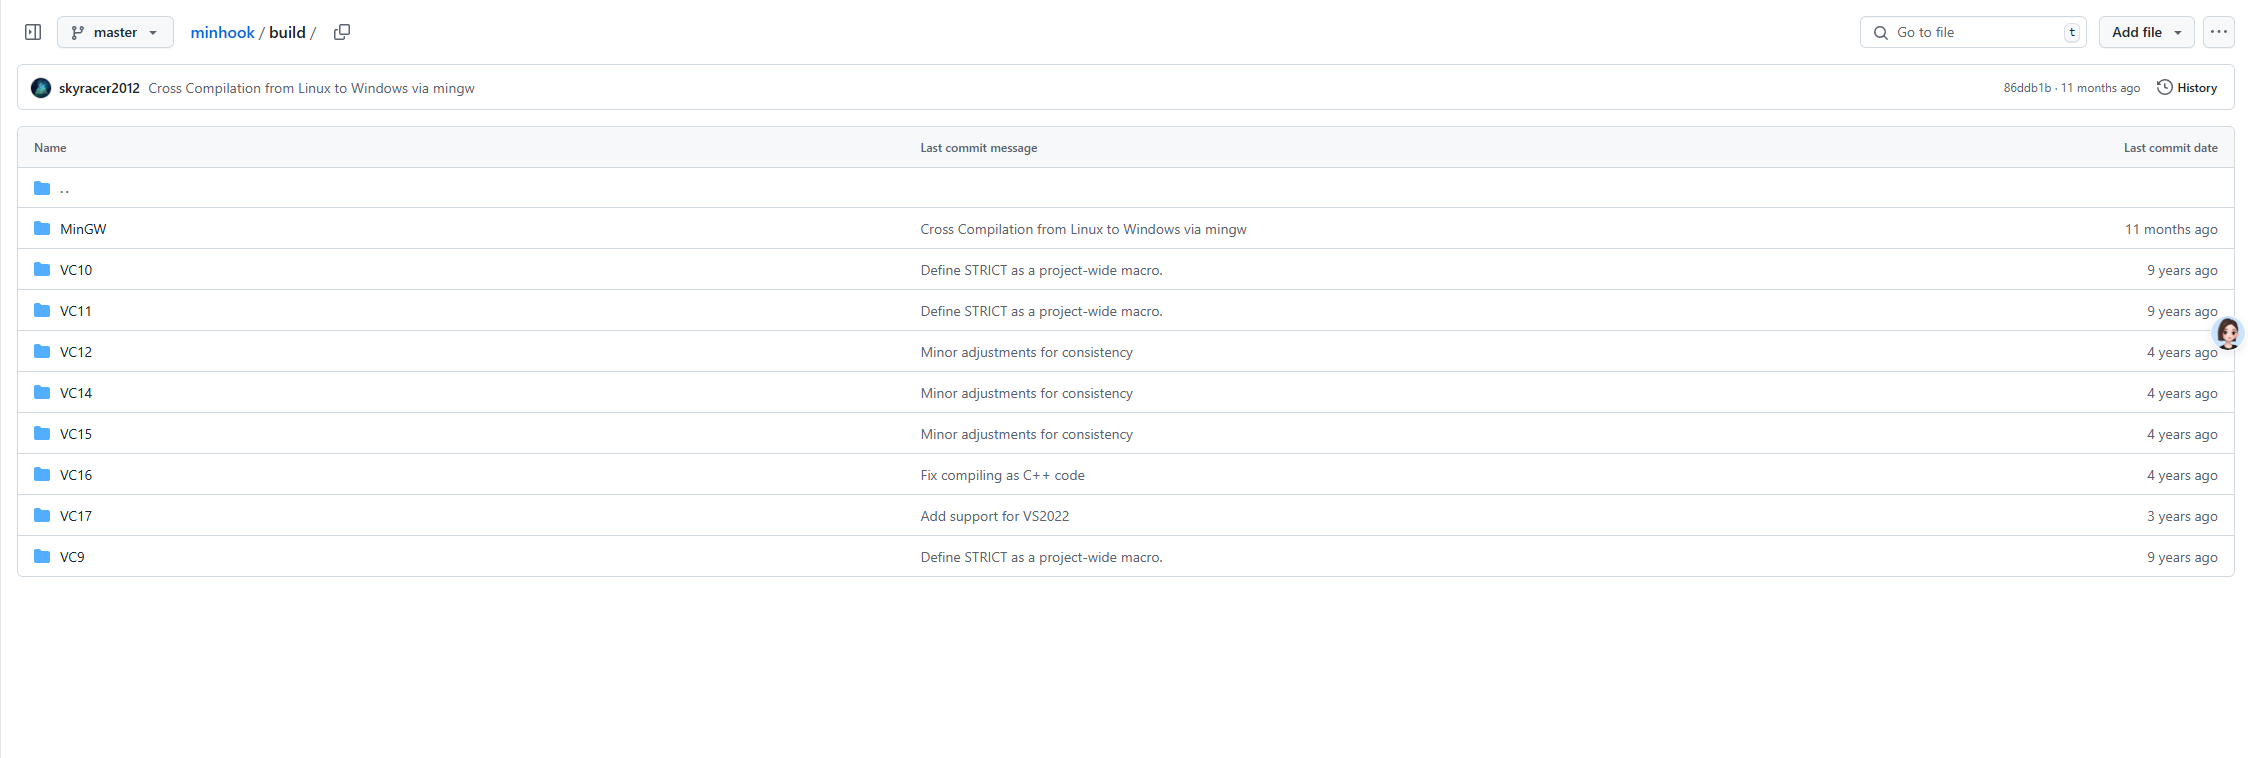 master minhook / build / Go to file t Add file
skyracer2012 Cross Compilation from Linux to Windows via mingw 86ddb1b · 11 months ago History
Name Last commit message Last commit date
..
MinGW Cross Compilation from Linux to Windows via mingw 11 months ago
VC10 Define STRICT as a project-wide macro. 9 years ago
VC11 Define STRICT as a project-wide macro. 9 years ago
VC12 Minor adjustments for consistency 4 years ago
VC14 Minor adjustments for consistency 4 years ago
VC15 Minor adjustments for consistency 4 years ago
VC16 Fix compiling as C++ code 4 years ago
VC17 Add support for VS2022 3 years ago
VC9 Define STRICT as a project-wide macro. 9 years ago